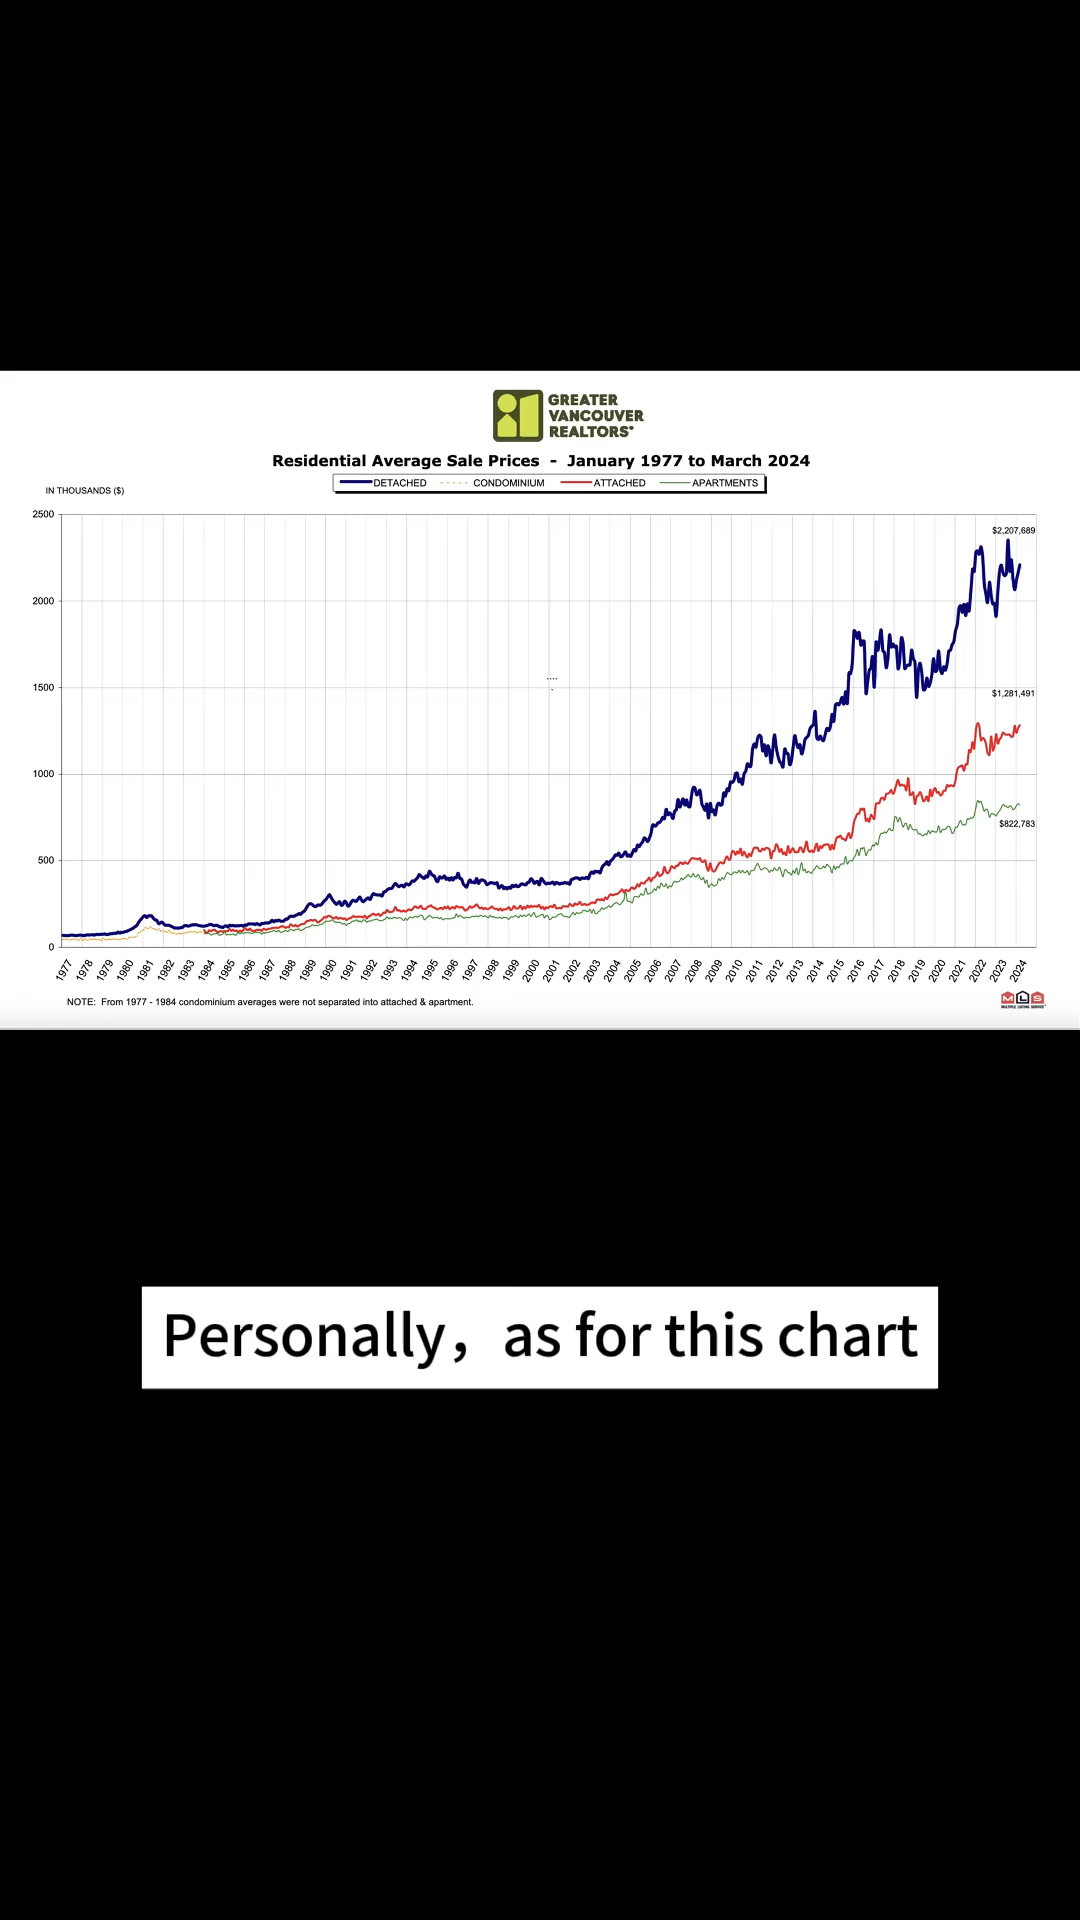 GREATER
VANCOUVER
REALTORS®
Residential Average Sale Prices - January 1977 to March 2024
DETACHED CONDOMINIUM ATTACHED APARTMENTS
IN THOUSANDS ($)
2500
$2,207,689
2000
1500
$1,281,491
1000
$822,783
500
0
1977 1978 1979 1980 1981 1982 1983 1984 1985 1986 1987 1988 1989 1990 1991 1992 1993 1994 1995 1996 1997 1998 1999 2000 2001 2002 2003 2004 2005 2006 2007 2008 2009 2010 2011 2012 2013 2014 2015 2016 2017 2018 2019 2020 2021 2022 2023 2024
NOTE: From 1977 - 1984 condominium averages were not separated into attached & apartment.
MLS
MULTIPLE LISTING SERVICE
Personally，as for this chart